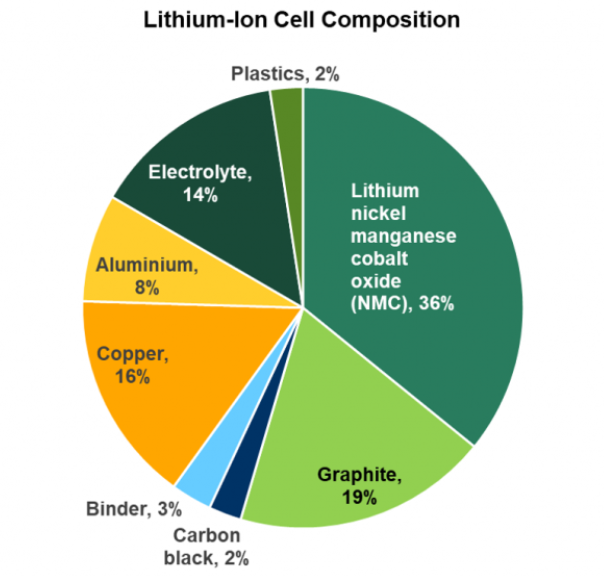 Lithium-Ion Cell Composition
Plastics, 2%
Lithium
nickel
manganese
cobalt
oxide
(NMC), 36%
Graphite,
19%
Carbon
black, 2%
Binder, 3%
Copper,
16%
Aluminium,
8%
Electrolyte,
14%